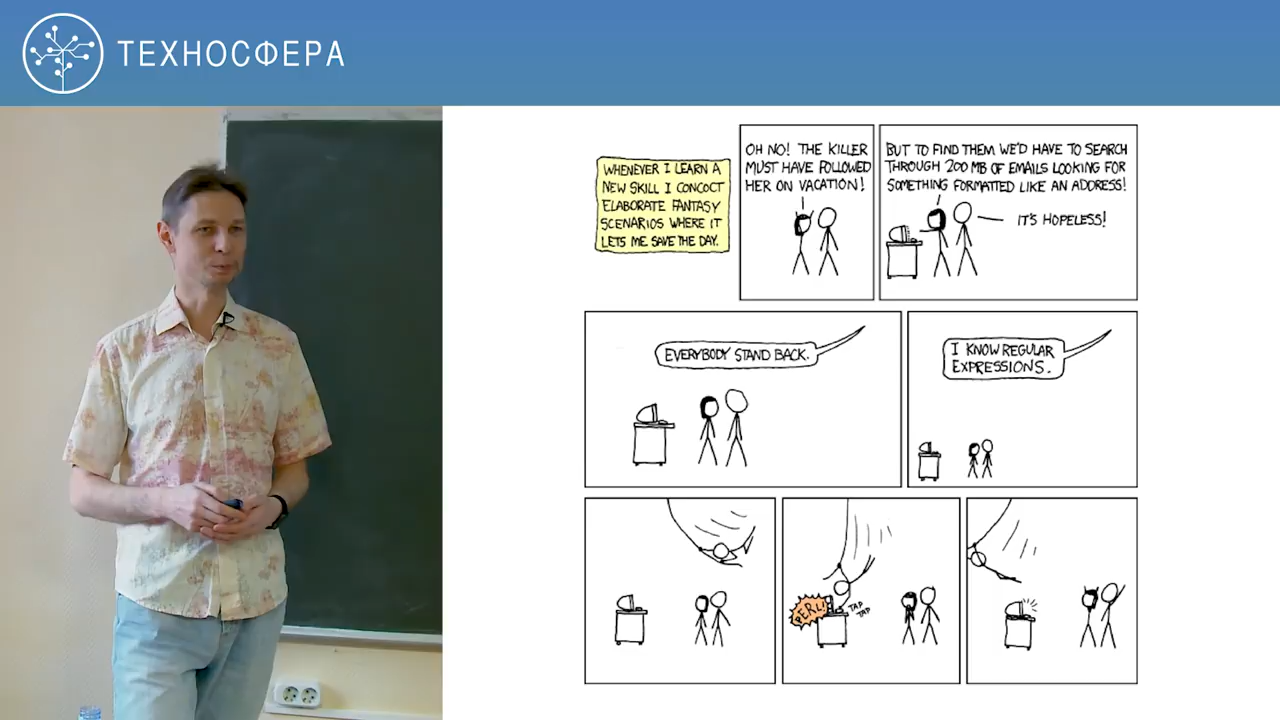 ТЕХНОСФЕРА
WHENEVER I LEARN A
NEW SKILL I CONCOCT
ELABORATE FANTASY
SCENARIOS WHERE IT
LETS ME SAVE THE DAY.
OH NO! THE KILLER
MUST HAVE FOLLOWED
HER ON VACATION!
BUT TO FIND THEM WE'D HAVE TO SEARCH
THROUGH 200 MB OF EMAILS LOOKING FOR
SOMETHING FORMATTED LIKE AN ADDRESS!
IT'S HOPELESS!
EVERYBODY STAND BACK.
I KNOW REGULAR
EXPRESSIONS.
PERL!
TAP
TAP